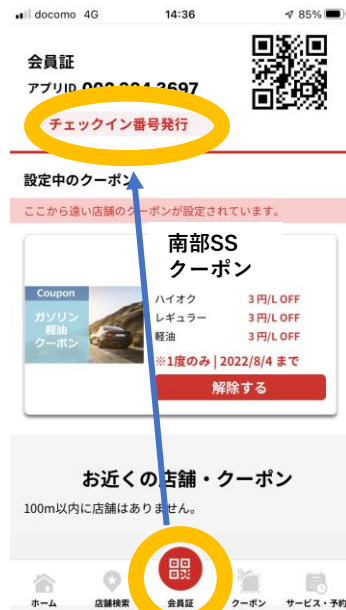 docomo 4G 14:36 85%
会員証
アプリID
チェックイン番号発行
設定中のクーポン
ここから遠い店舗のクーポンが設定されています。
南部SS
クーポン
Coupon
ガソリン
軽油
クーポン
ハイオク 3円/L OFF
レギュラー 3円/L OFF
軽油 3円/L OFF
※1度のみ | 2022/8/4 まで
解除する
お近くの店舗・クーポン
100m以内に店舗はありません。
ホーム 店舗検索 会員証 クーポン サービス・予約